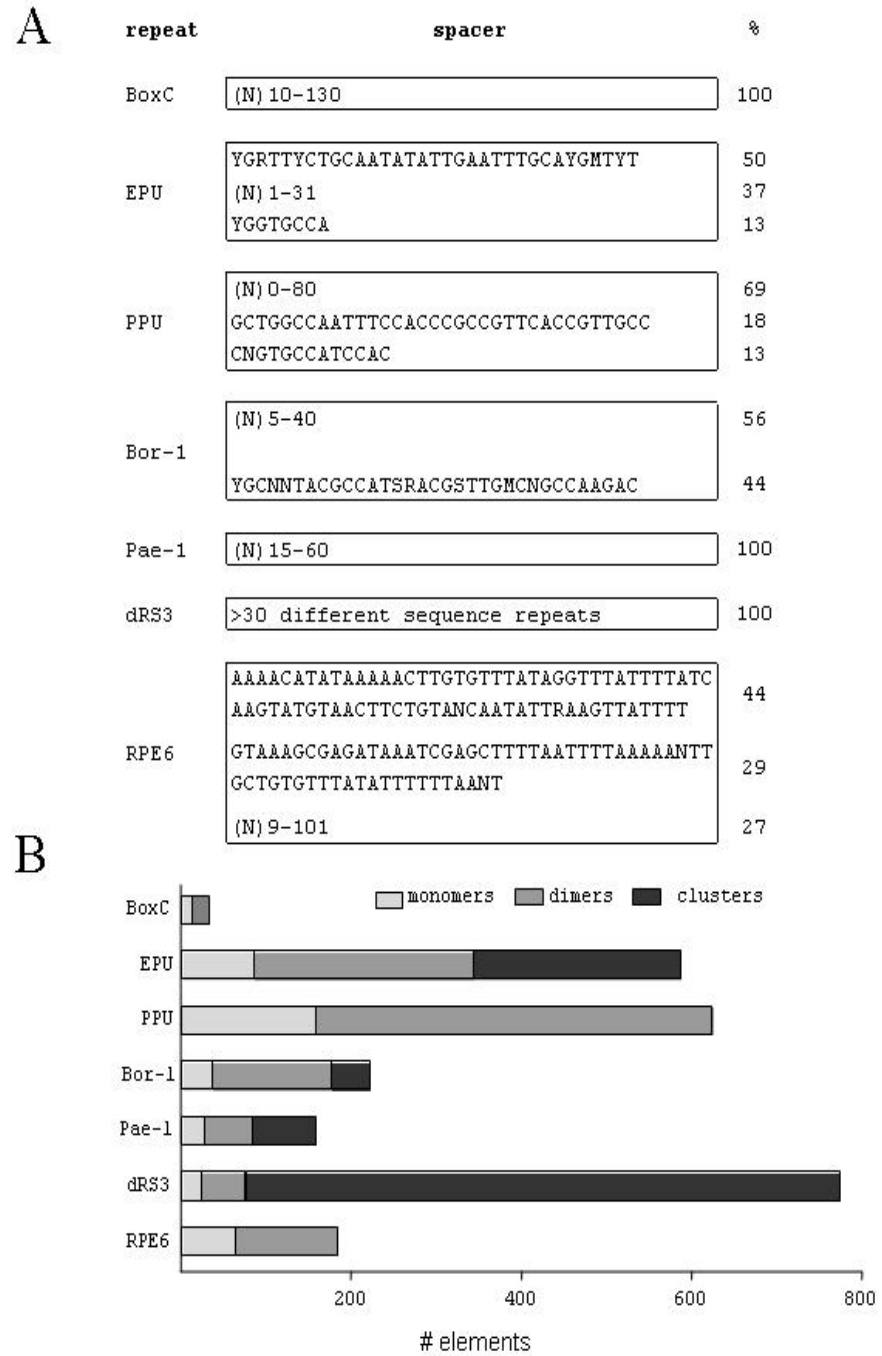 A
repeat spacer %
BoxC (N)10-130 100
YGRTTYCTGCAATATATTGAATTTGCAYGMTYT 50
EPU (N)1-31 37
YGGTGCCA 13
(N)0-80 69
PPU GCTGGCCAATTTCCACCCGCCGTTCACCGTTGCC 18
CNGTGCCATCCAC 13
(N)5-40 56
Bor-1
YGCNNTACGCCATSRACGSTTGMCNGCCAAGAC 44
Pae-1 (N)15-60 100
dRS3 >30 different sequence repeats 100
AAAACATATAAAAACTTGTGTTTATAGGTTTATTTTATC
44
AAGTATGTAACTTCTGTANCAATATTRAAGTTATTTT
RPE6 GTAAAGCGAGATAAATCGAGCTTTTAATTTTAAAAANTT
29
GCTGTGTTTATATTTTTTAANT
(N)9-101 27
B
BoxC monomers dimers clusters
EPU
PPU
Bor-1
Pae-1
dRS3
RPE6
200 400 600 800
# elements